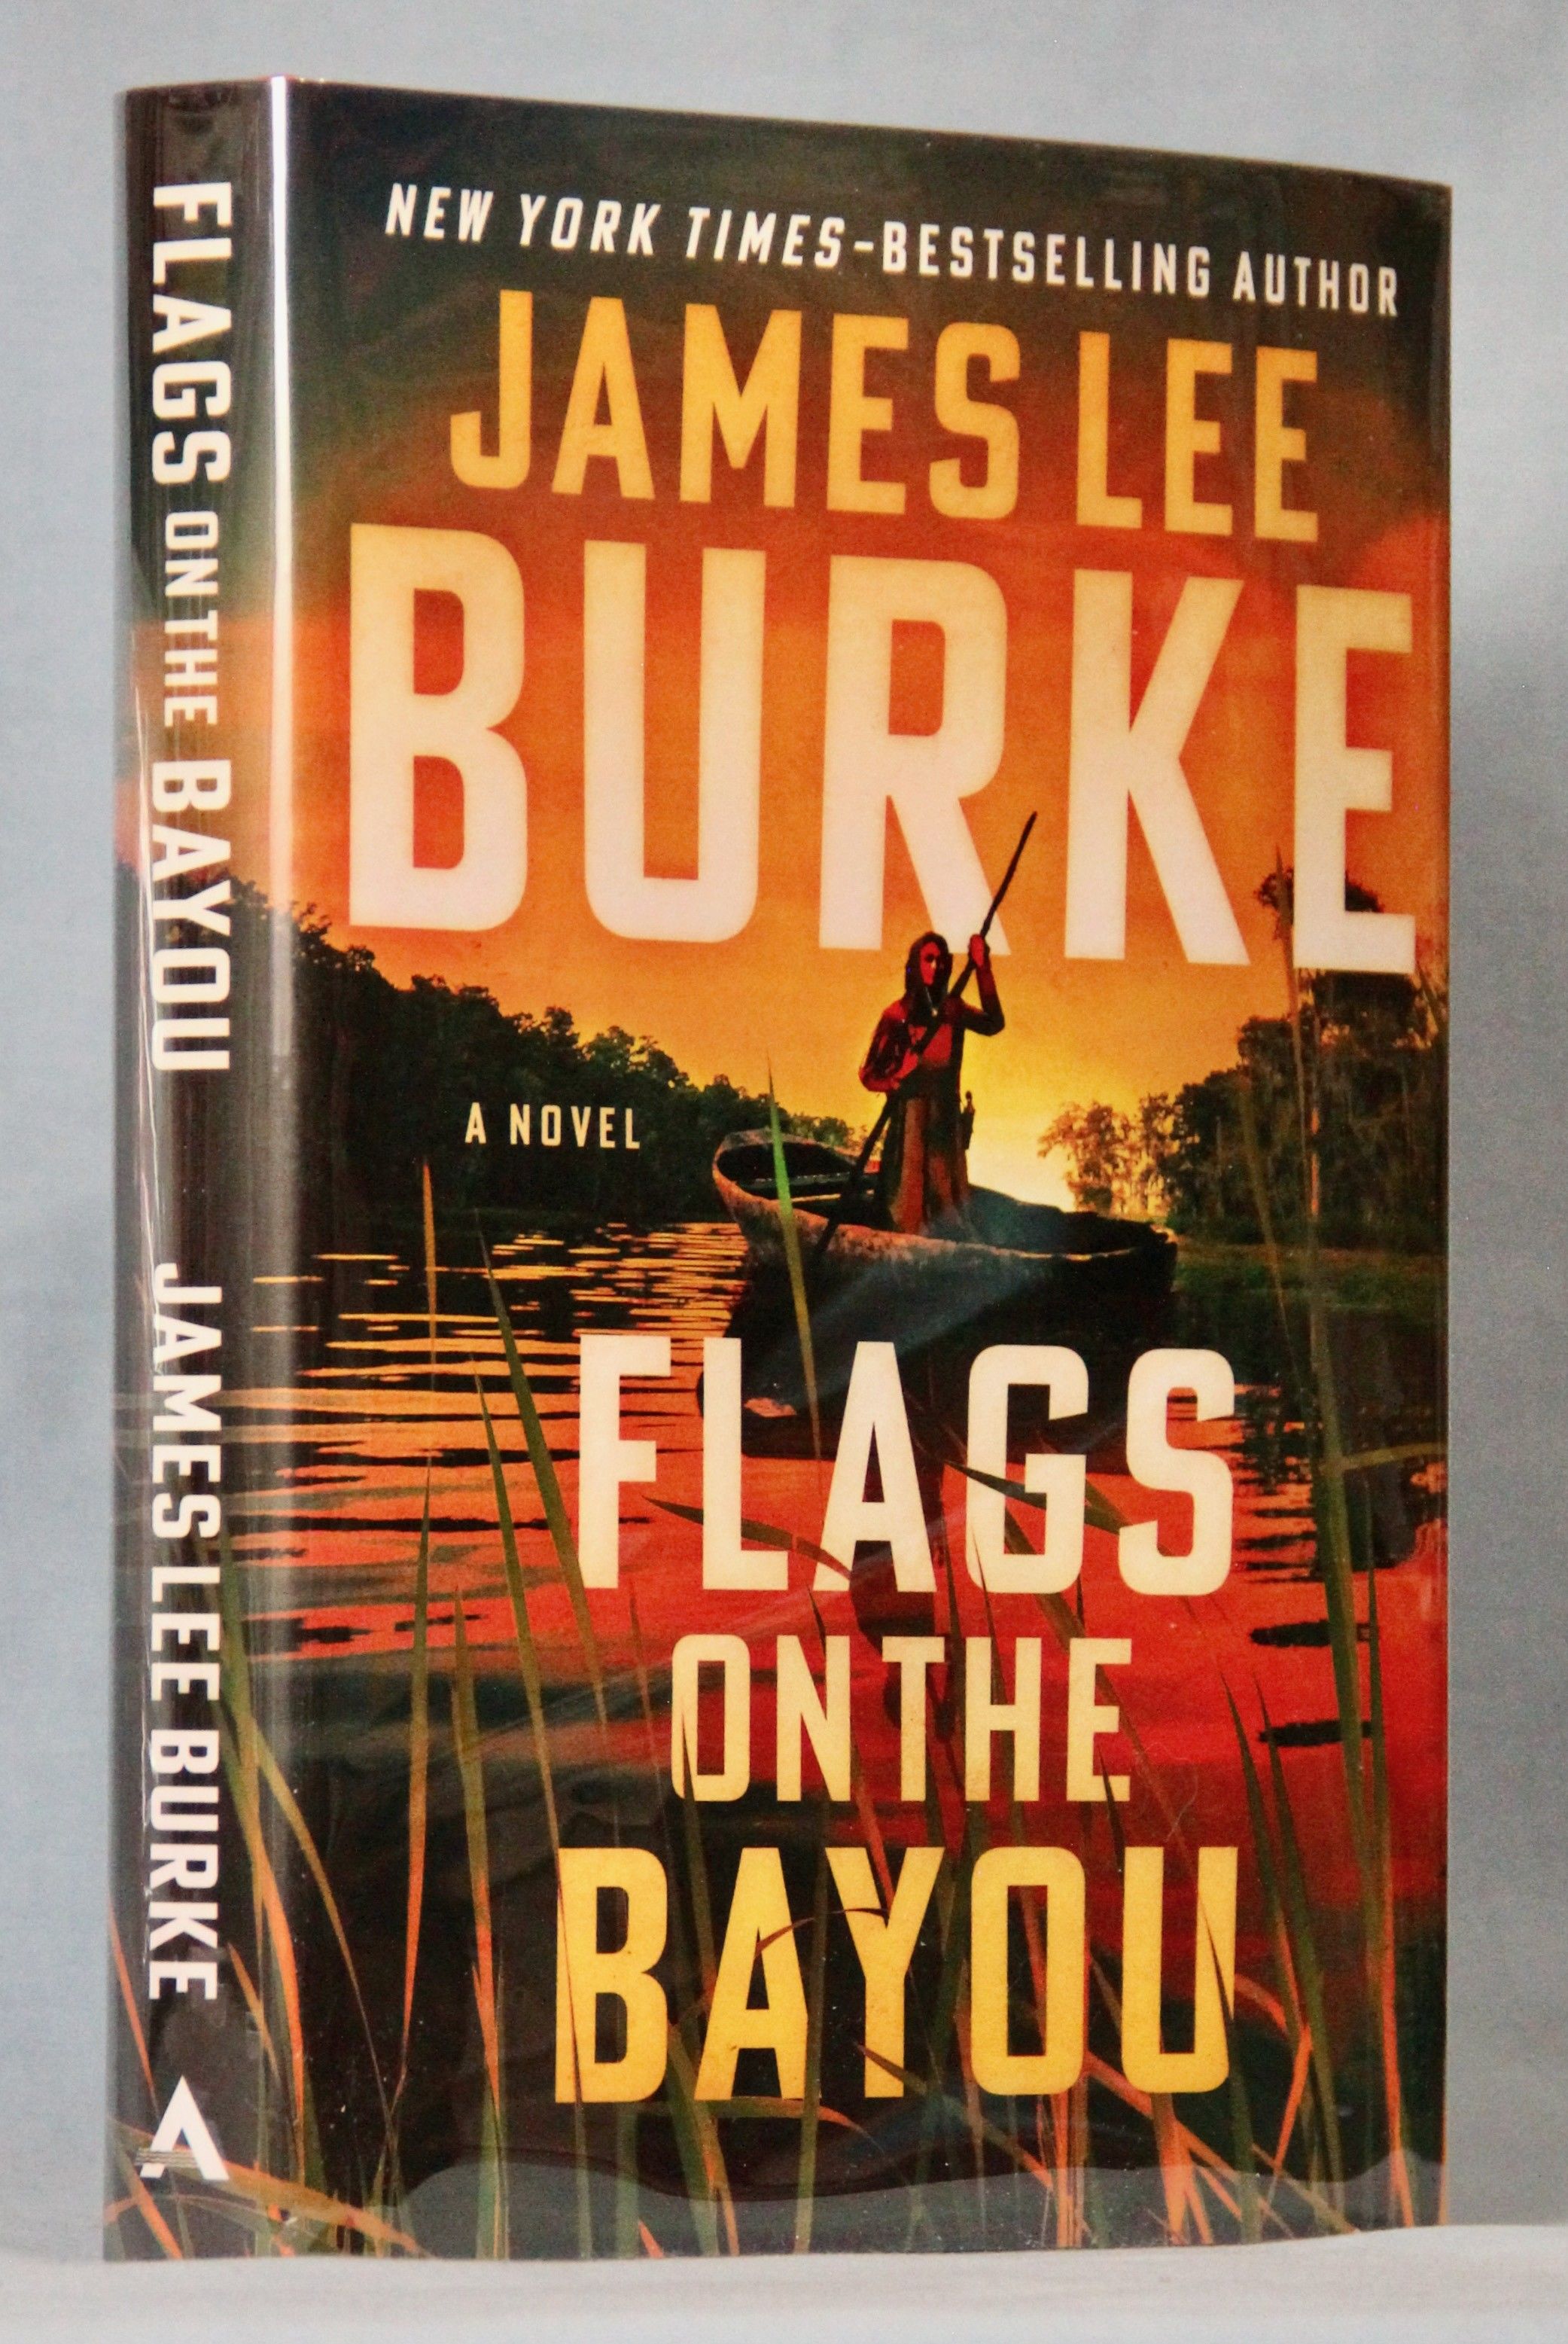 FLAGS ON THE BAYOU JAMES LEE BURKE
NEW YORK TIMES-BESTSELLING AUTHOR
JAMES LEE
BURKE
A NOVEL
FLAGS
ON THE
BAYOU